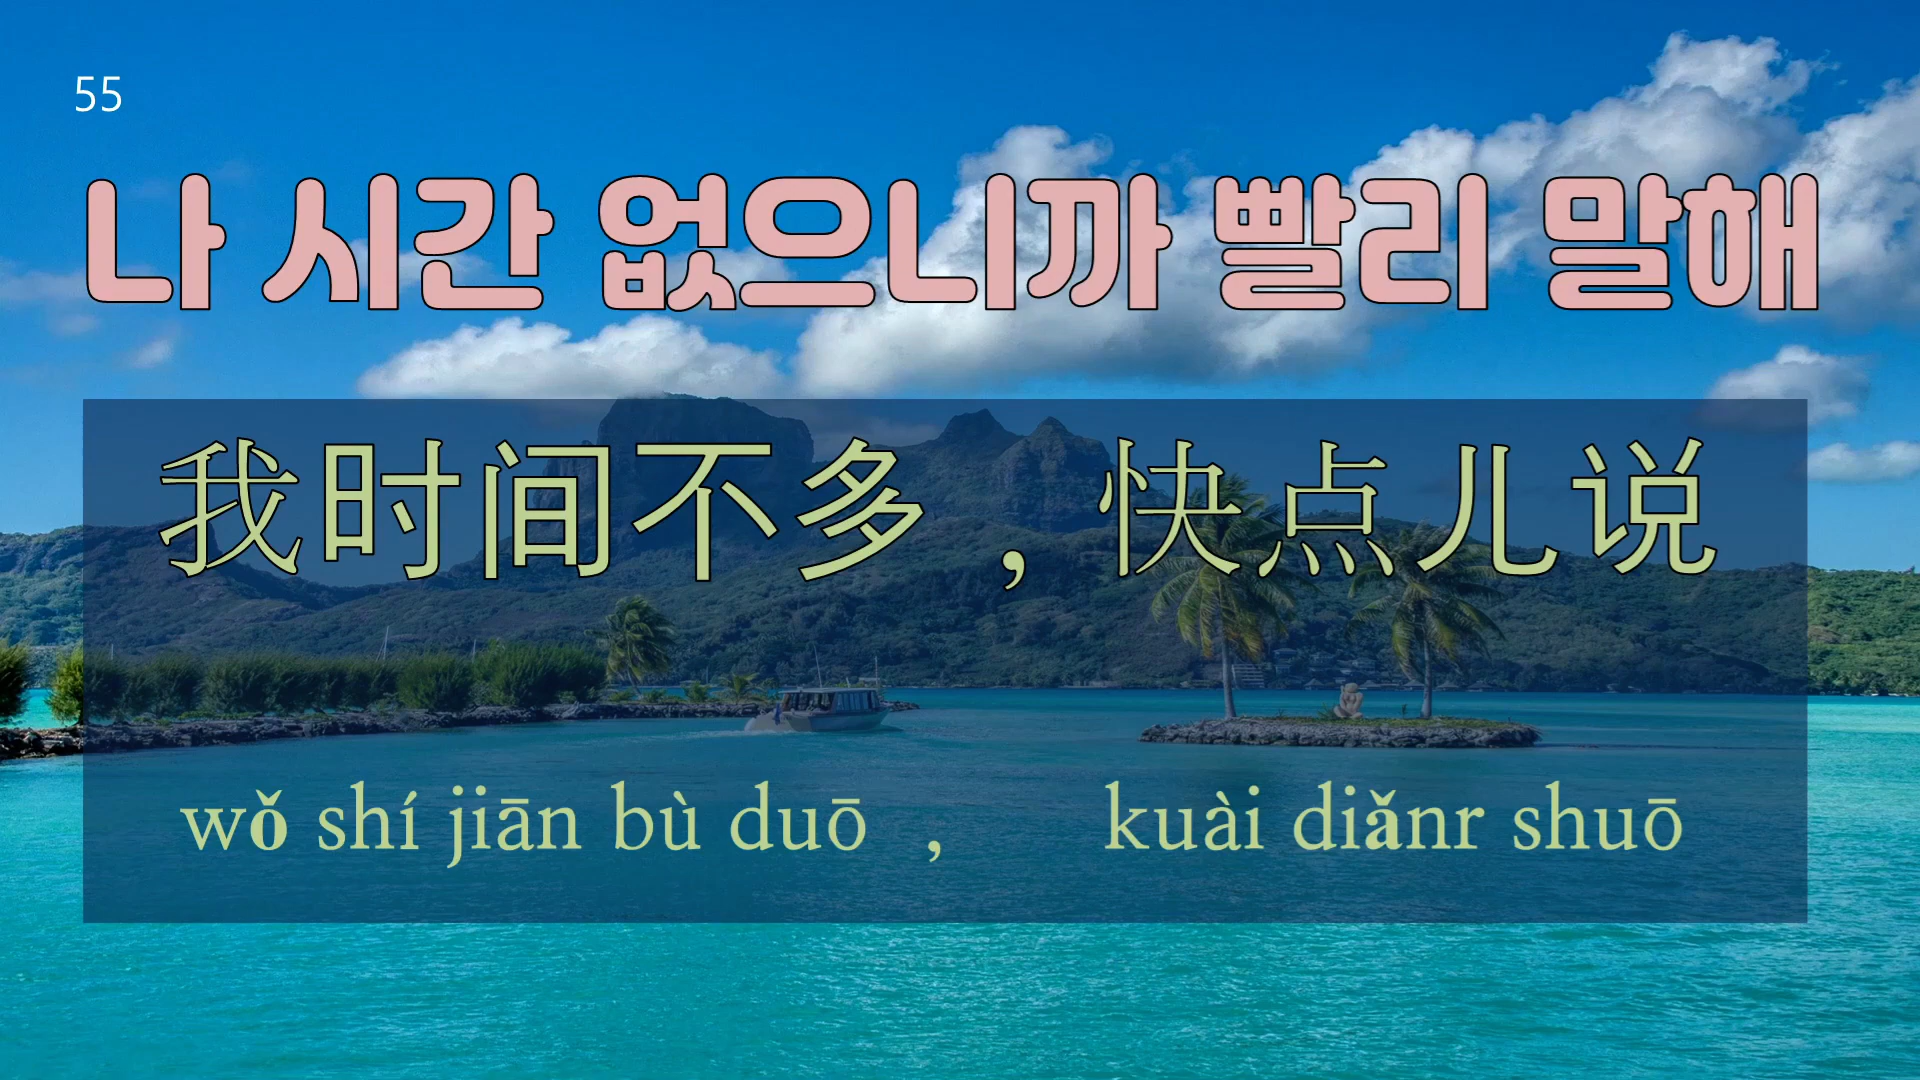 55
나 시간 없으니까 빨리 말해
我时间不多，快点儿说
wǒ shí jiān bù duō ， kuài diǎnr shuō